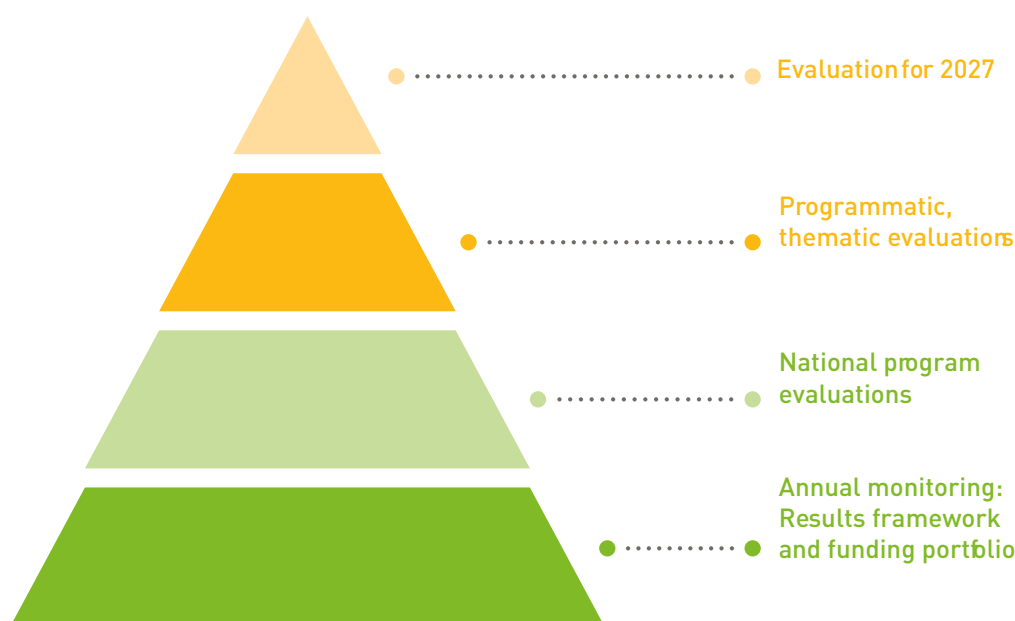 Evaluation for 2027
Programmatic,
thematic evaluations
National program
evaluations
Annual monitoring:
Results framework
and funding portfolio